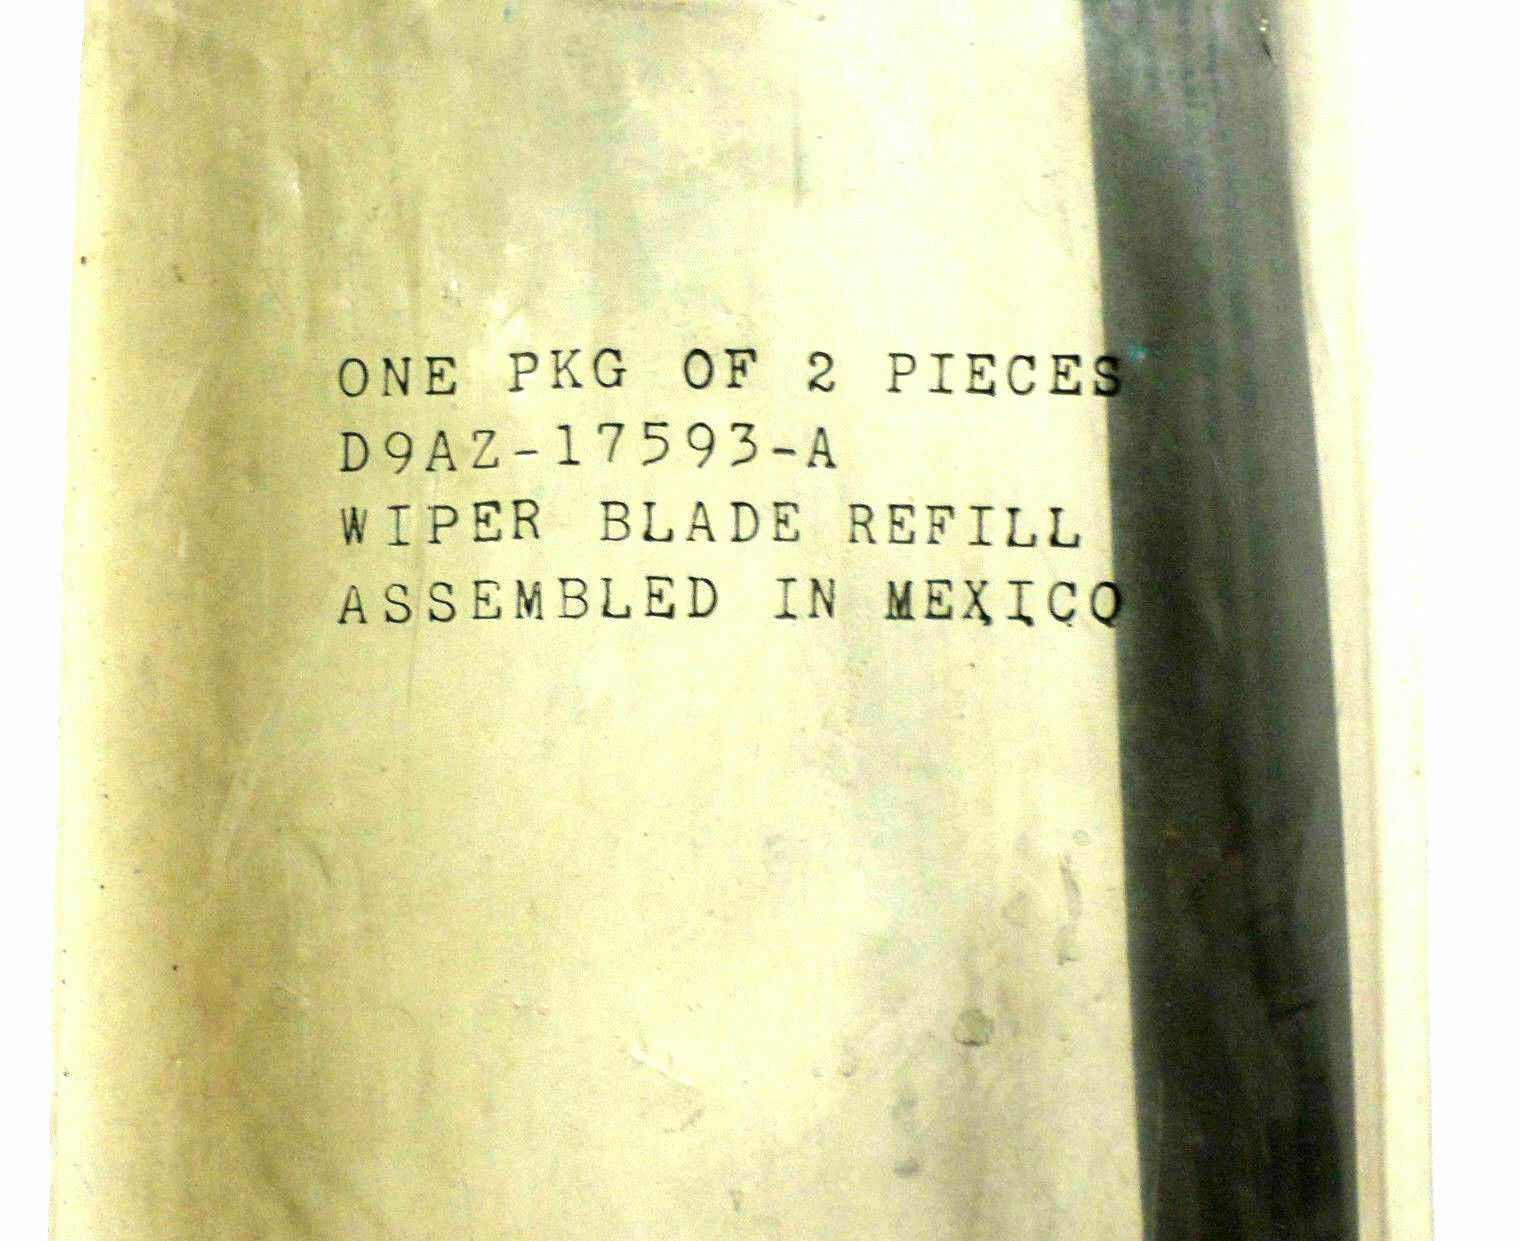 ONE PKG OF 2 PIECES
D9AZ-17593-A
WIPER BLADE REFILL
ASSEMBLED IN MEXICO